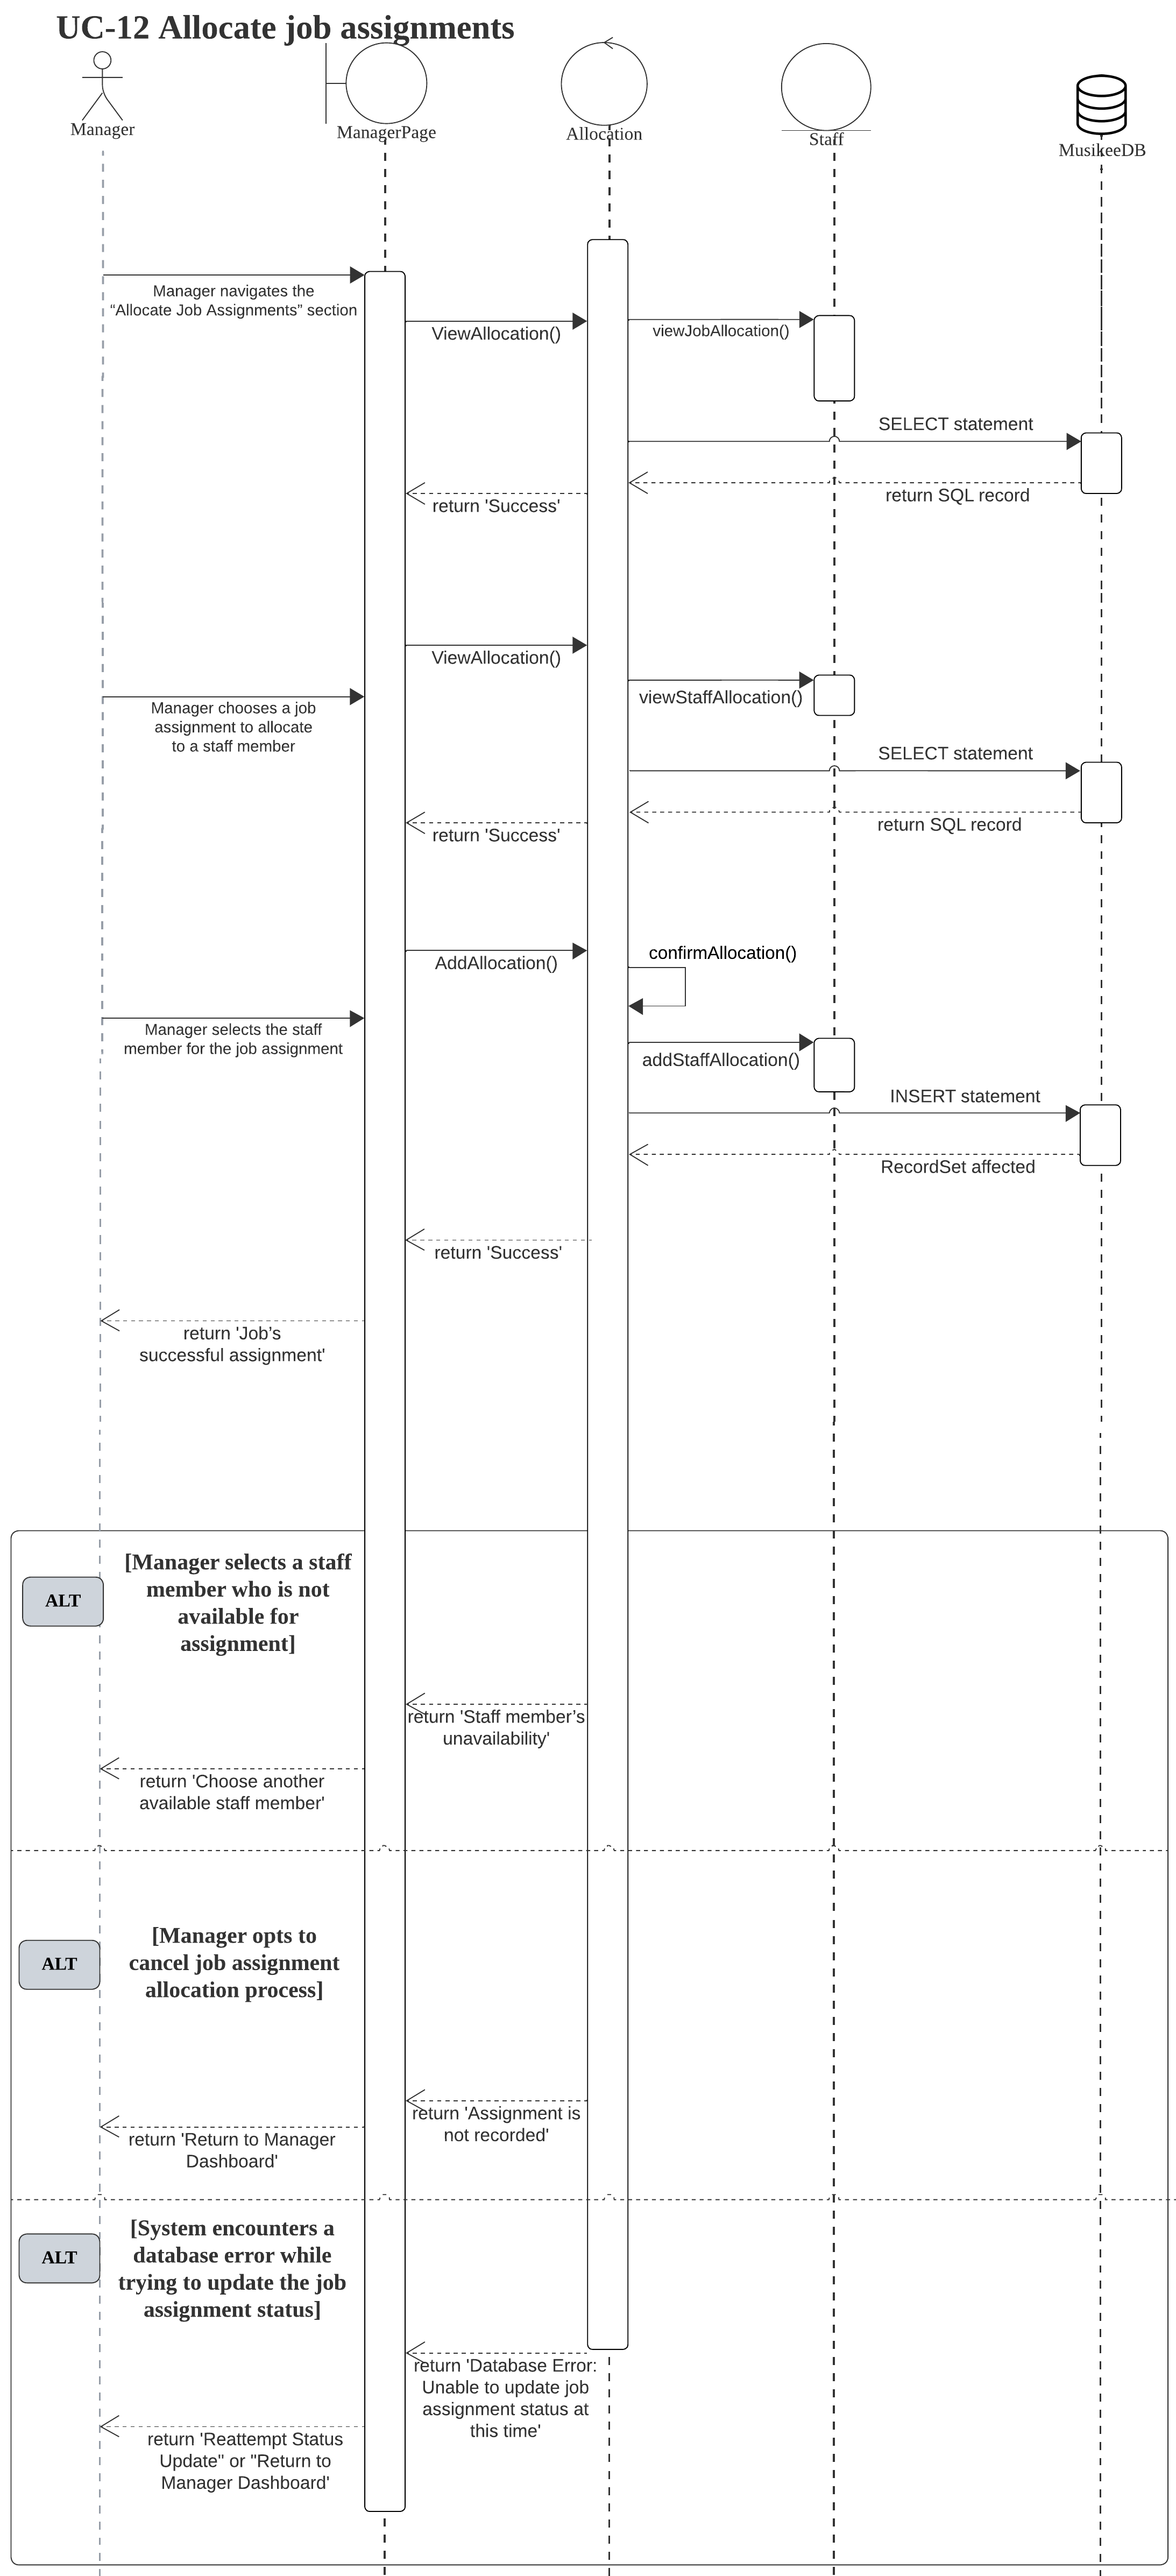 UC-12 Allocate job assignments
Manager
ManagerPage
Allocation
Staff
MusikeeDB
Manager navigates the
“Allocate Job Assignments” section
ViewAllocation()
viewJobAllocation()
SELECT statement
return SQL record
return 'Success'
ViewAllocation()
viewStaffAllocation()
Manager chooses a job
assignment to allocate
to a staff member
SELECT statement
return SQL record
return 'Success'
confirmAllocation()
AddAllocation()
Manager selects the staff
member for the job assignment
addStaffAllocation()
INSERT statement
RecordSet affected
return 'Success'
return 'Job’s
successful assignment'
ALT
[Manager selects a staff
member who is not
available for
assignment]
return 'Staff member’s
unavailability'
return 'Choose another
available staff member'
ALT
[Manager opts to
cancel job assignment
allocation process]
return 'Assignment is
not recorded'
return 'Return to Manager
Dashboard'
ALT
[System encounters a
database error while
trying to update the job
assignment status]
return 'Database Error:
Unable to update job
assignment status at
this time'
return 'Reattempt Status
Update" or "Return to
Manager Dashboard'